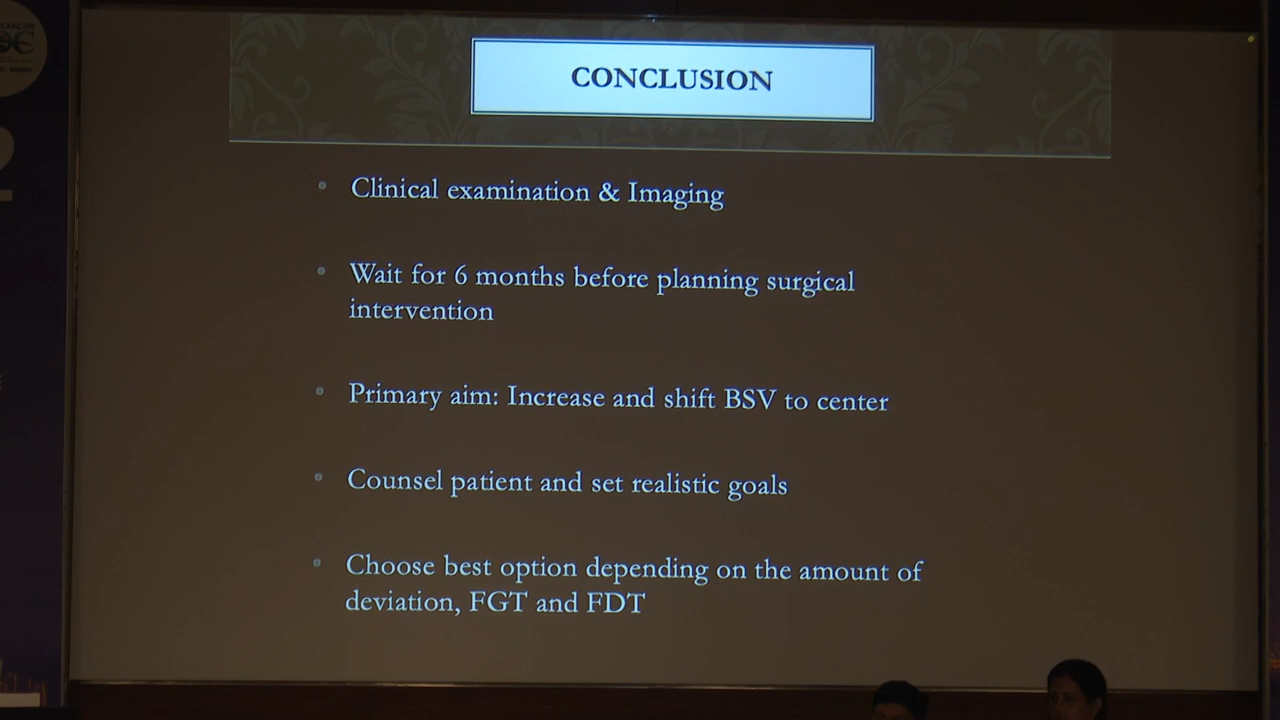 CONCLUSION
Clinical examination & Imaging
Wait for 6 months before planning surgical
intervention
Primary aim: Increase and shift BSV to center
Counsel patient and set realistic goals
Choose best option depending on the amount of
deviation, FGT and FDT